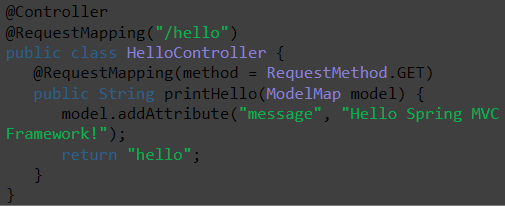 @Controller
@RequestMapping("/hello")
public class HelloController {
   @RequestMapping(method = RequestMethod.GET)
   public String printHello(ModelMap model) {
      model.addAttribute("message", "Hello Spring MVC
Framework!");
      return "hello";
   }
}